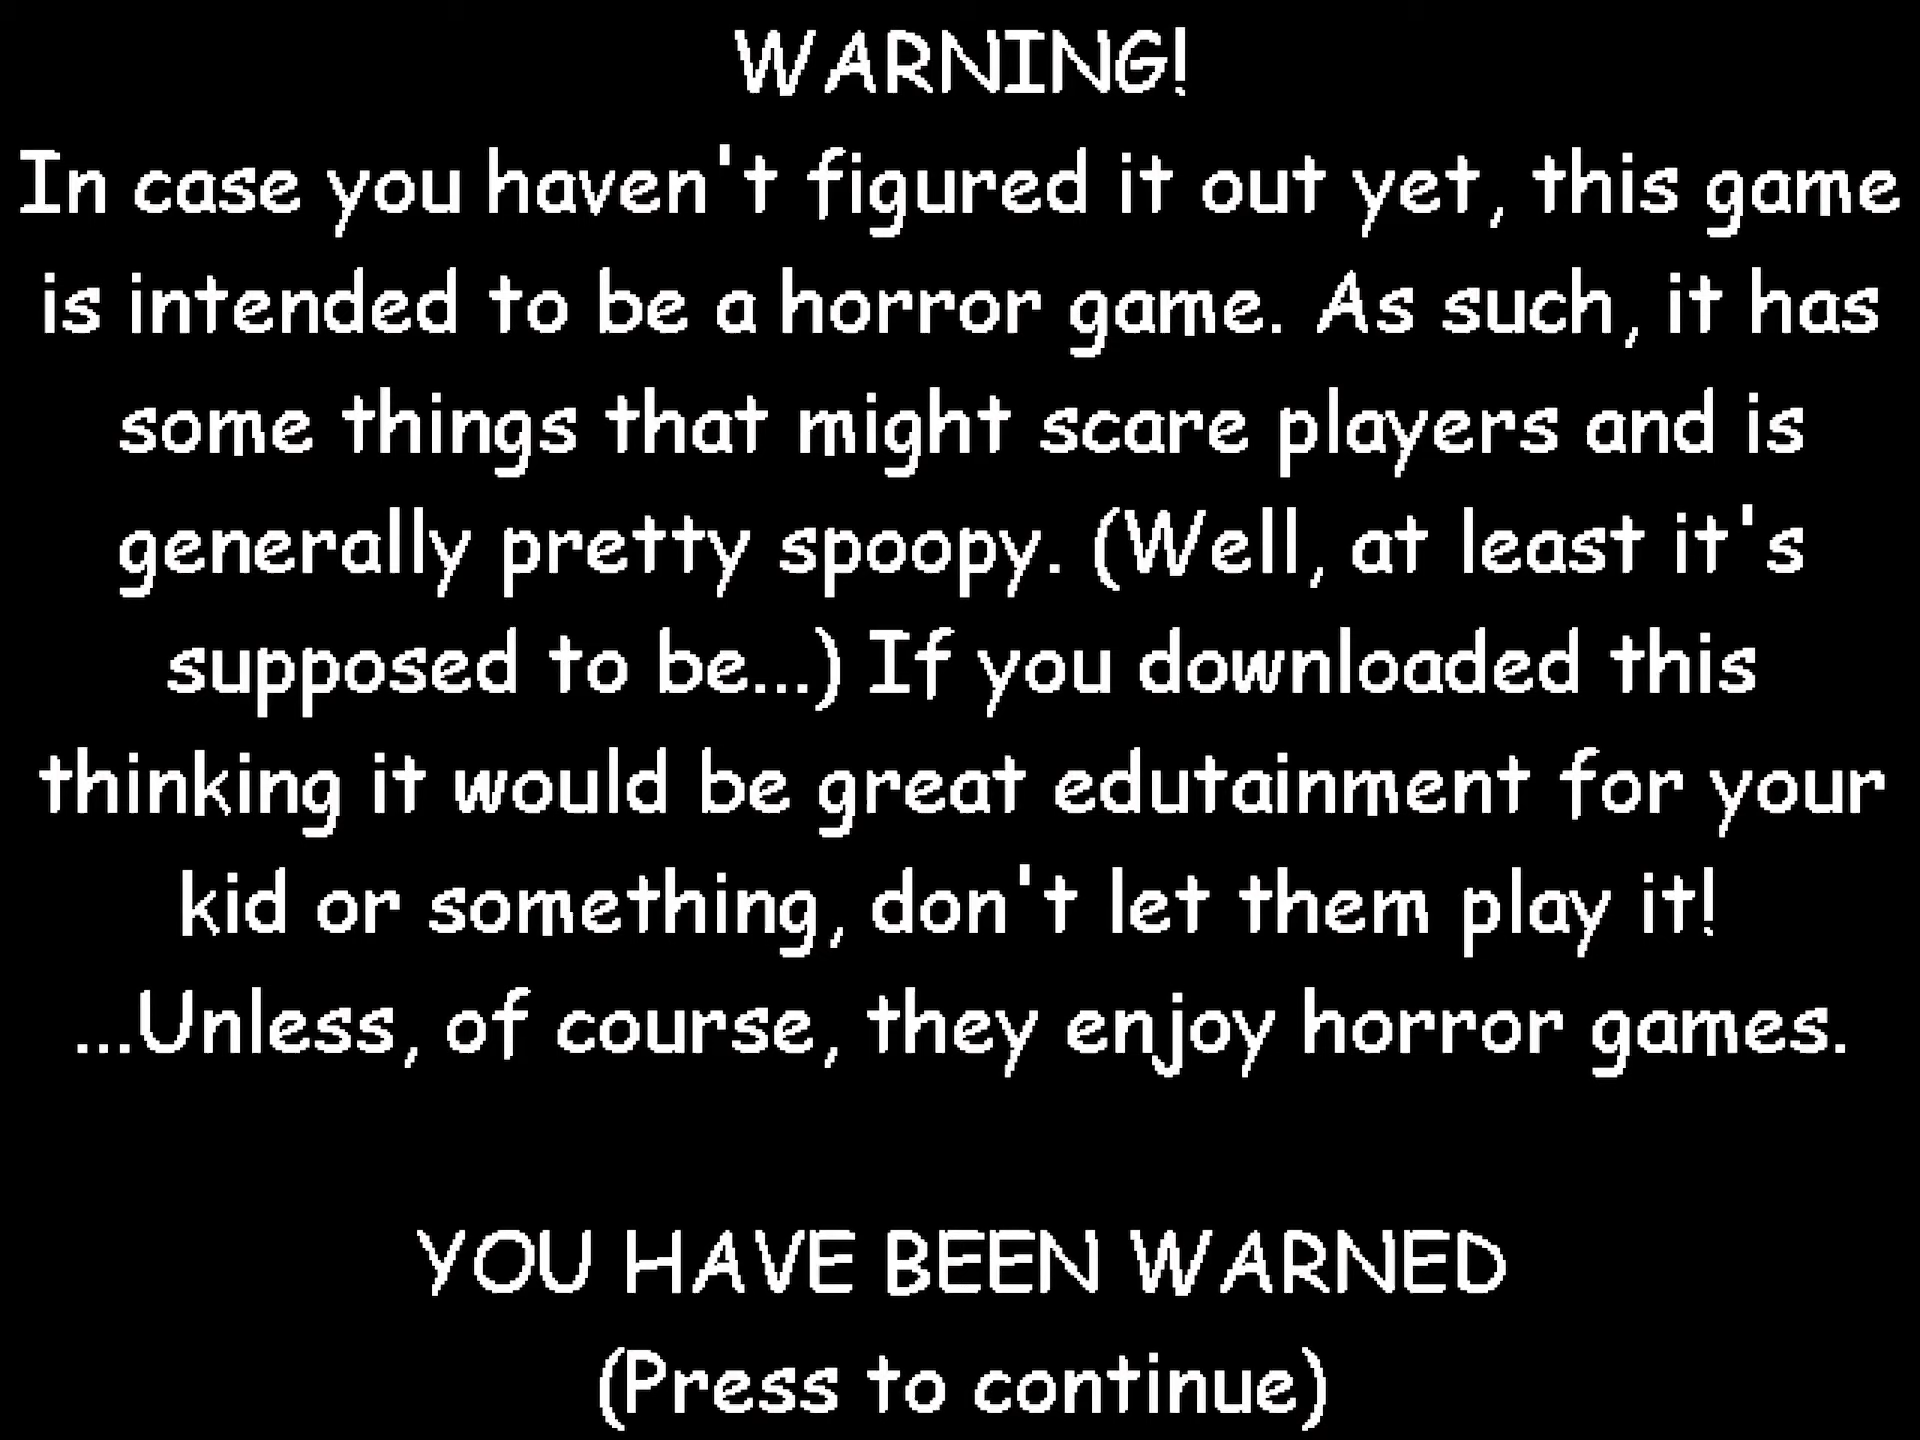 WARNING!
In case you haven't figured it out yet, this game
is intended to be a horror game. As such, it has
some things that might scare players and is
generally pretty spoopy. (Well, at least it's
supposed to be...) If you downloaded this
thinking it would be great edutainment for your
kid or something, don't let them play it!
...Unless, of course, they enjoy horror games.
YOU HAVE BEEN WARNED
(Press to continue)